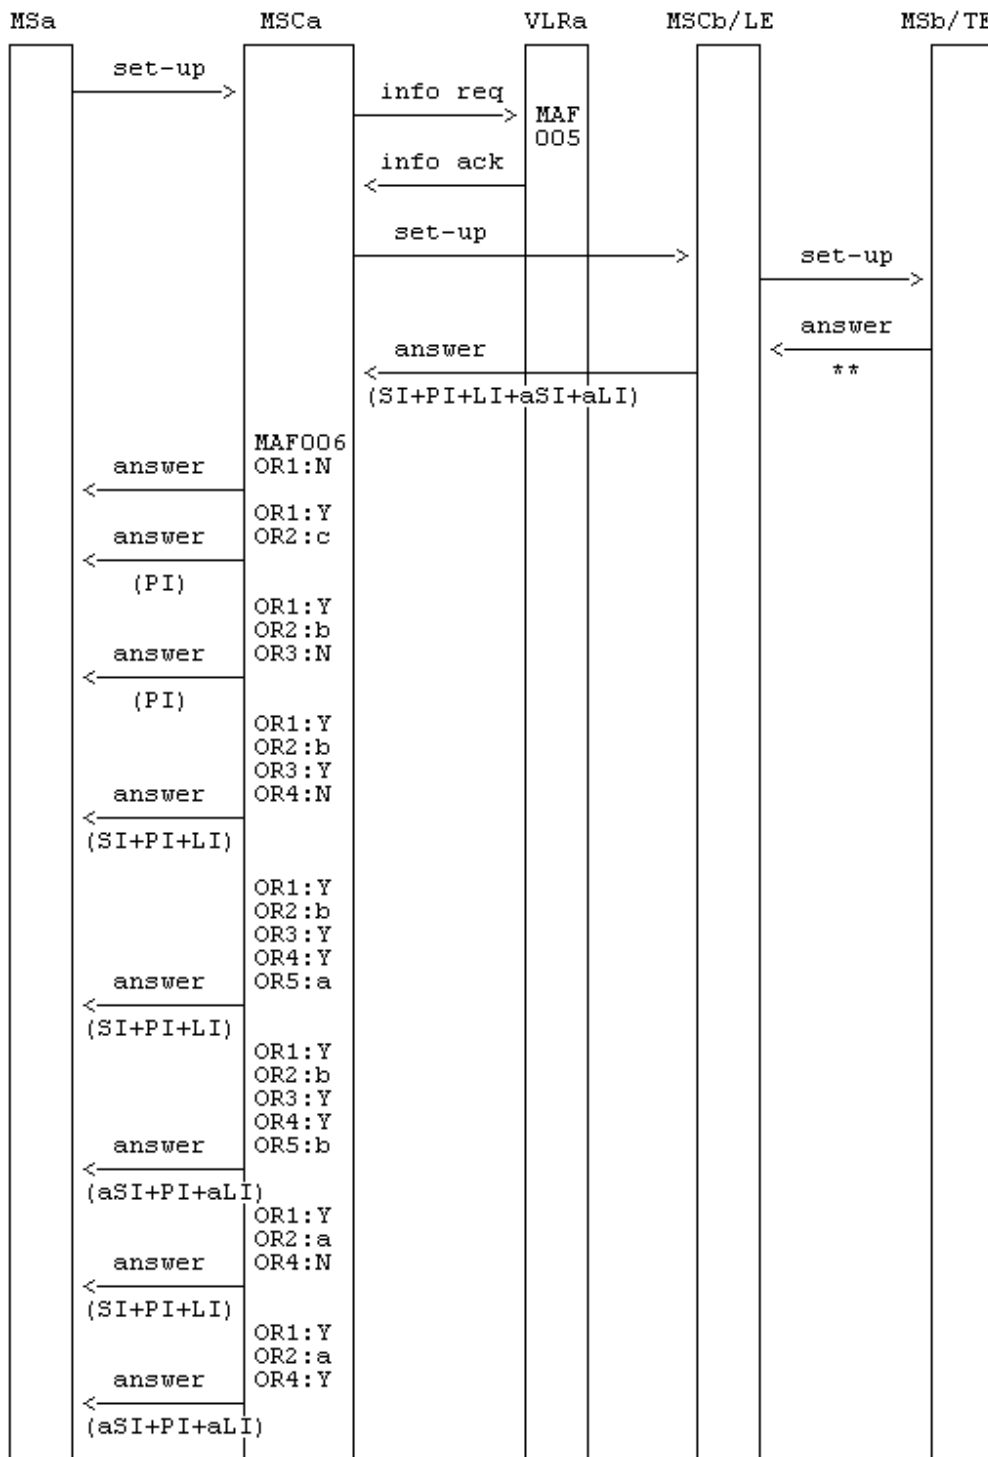 MSa MSCa VLRa MSCb/LE MSb/TE
set-up
info req
MAF
005
info ack
set-up
set-up
answer
**
answer
(SI+PI+LI+aSI+aLI)
MAF006
answer OR1:N
OR1:Y
answer OR2:c
(PI)
OR1:Y
OR2:b
answer OR3:N
(PI)
OR1:Y
OR2:b
OR3:Y
answer OR4:N
(SI+PI+LI)
OR1:Y
OR2:b
OR3:Y
OR4:Y
answer OR5:a
(SI+PI+LI)
OR1:Y
OR2:b
OR3:Y
OR4:Y
answer OR5:b
(aSI+PI+aLI)
OR1:Y
OR2:a
answer OR4:N
(SI+PI+LI)
OR1:Y
OR2:a
answer OR4:Y
(aSI+PI+aLI)